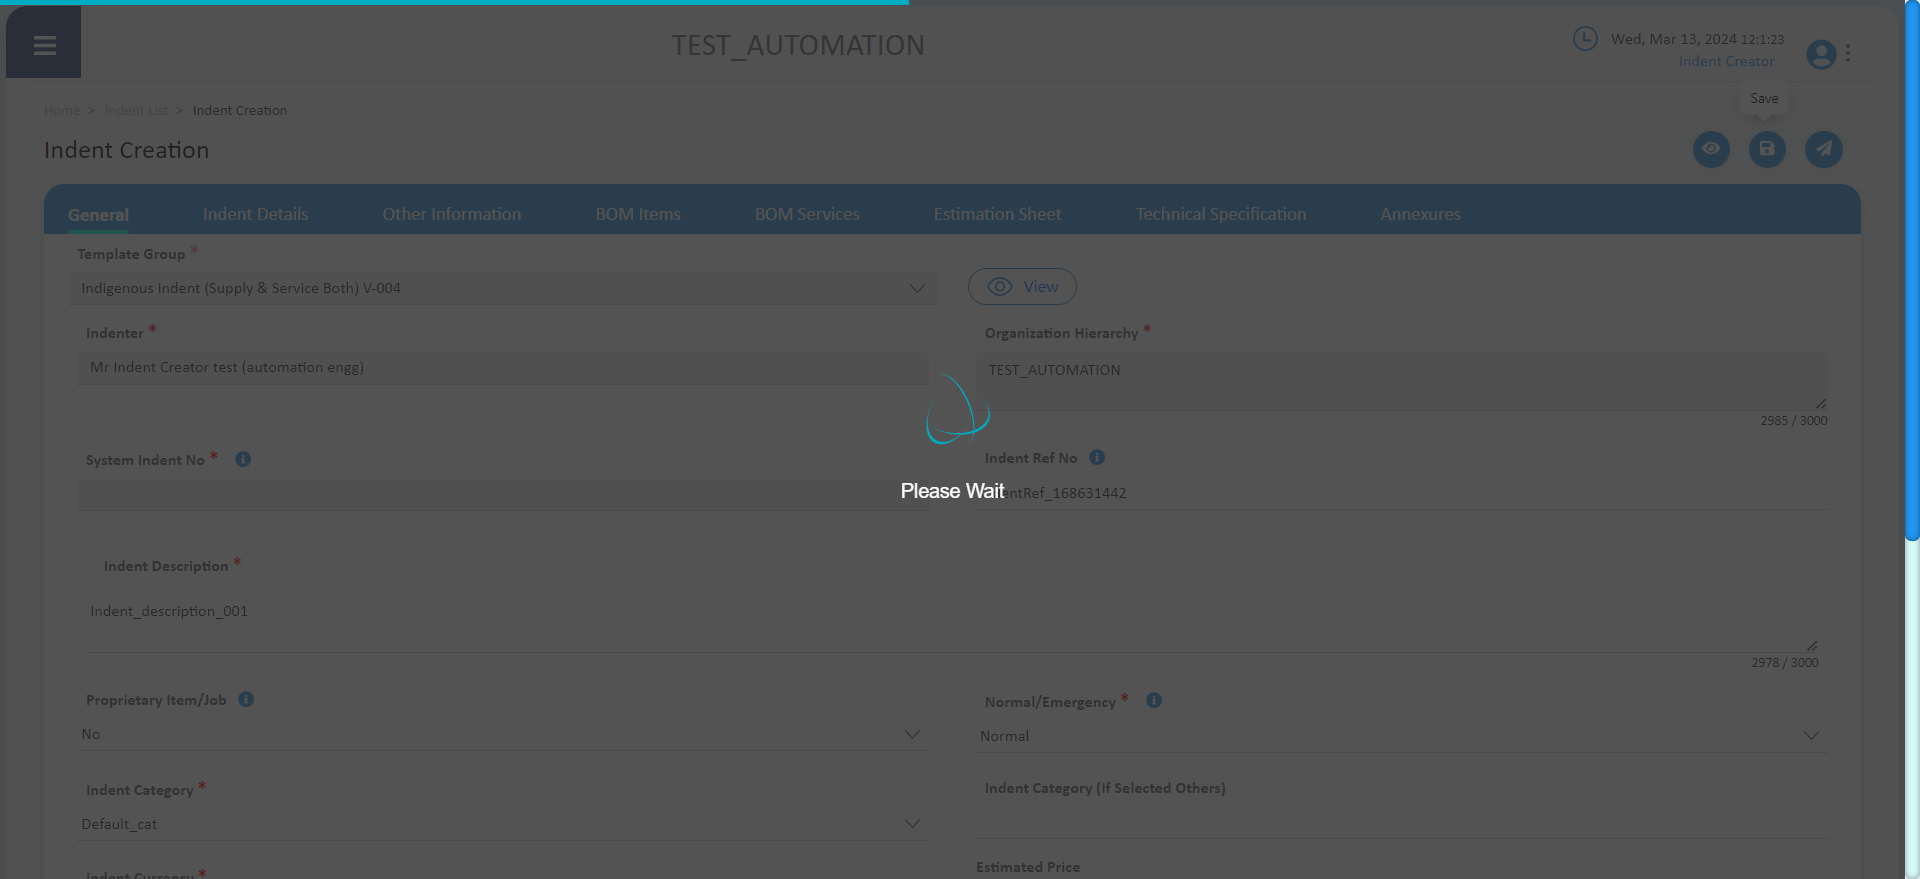 TEST_AUTOMATION
Wed, Mar 13, 2024 12:1:23
Indent Creator
Home > Indent List > Indent Creation
Save
Indent Creation
General Indent Details Other Information BOM Items BOM Services Estimation Sheet Technical Specification Annexures
Template Group *
Indigenous Indent (Supply & Service Both) V-004
View
Indenter *
Organization Hierarchy *
Mr Indent Creator test (automation engg)
TEST_AUTOMATION
2985 / 3000
System Indent No *
Indent Ref No
Please Wait
entRef_168631442
Indent Description *
Indent_description_001
2978 / 3000
Proprietary Item/Job
Normal/Emergency *
No
Normal
Indent Category *
Indent Category (If Selected Others)
Default_cat
Estimated Price
Indent Currency *